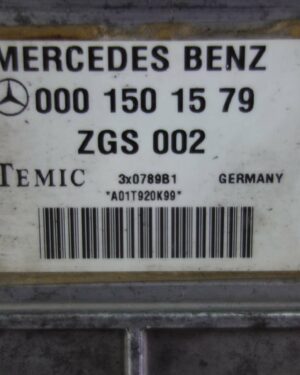 MERCEDES BENZ
000 150 15 79
ZGS 002
TEMIC 3x0789B1 GERMANY
*A01T920K99*